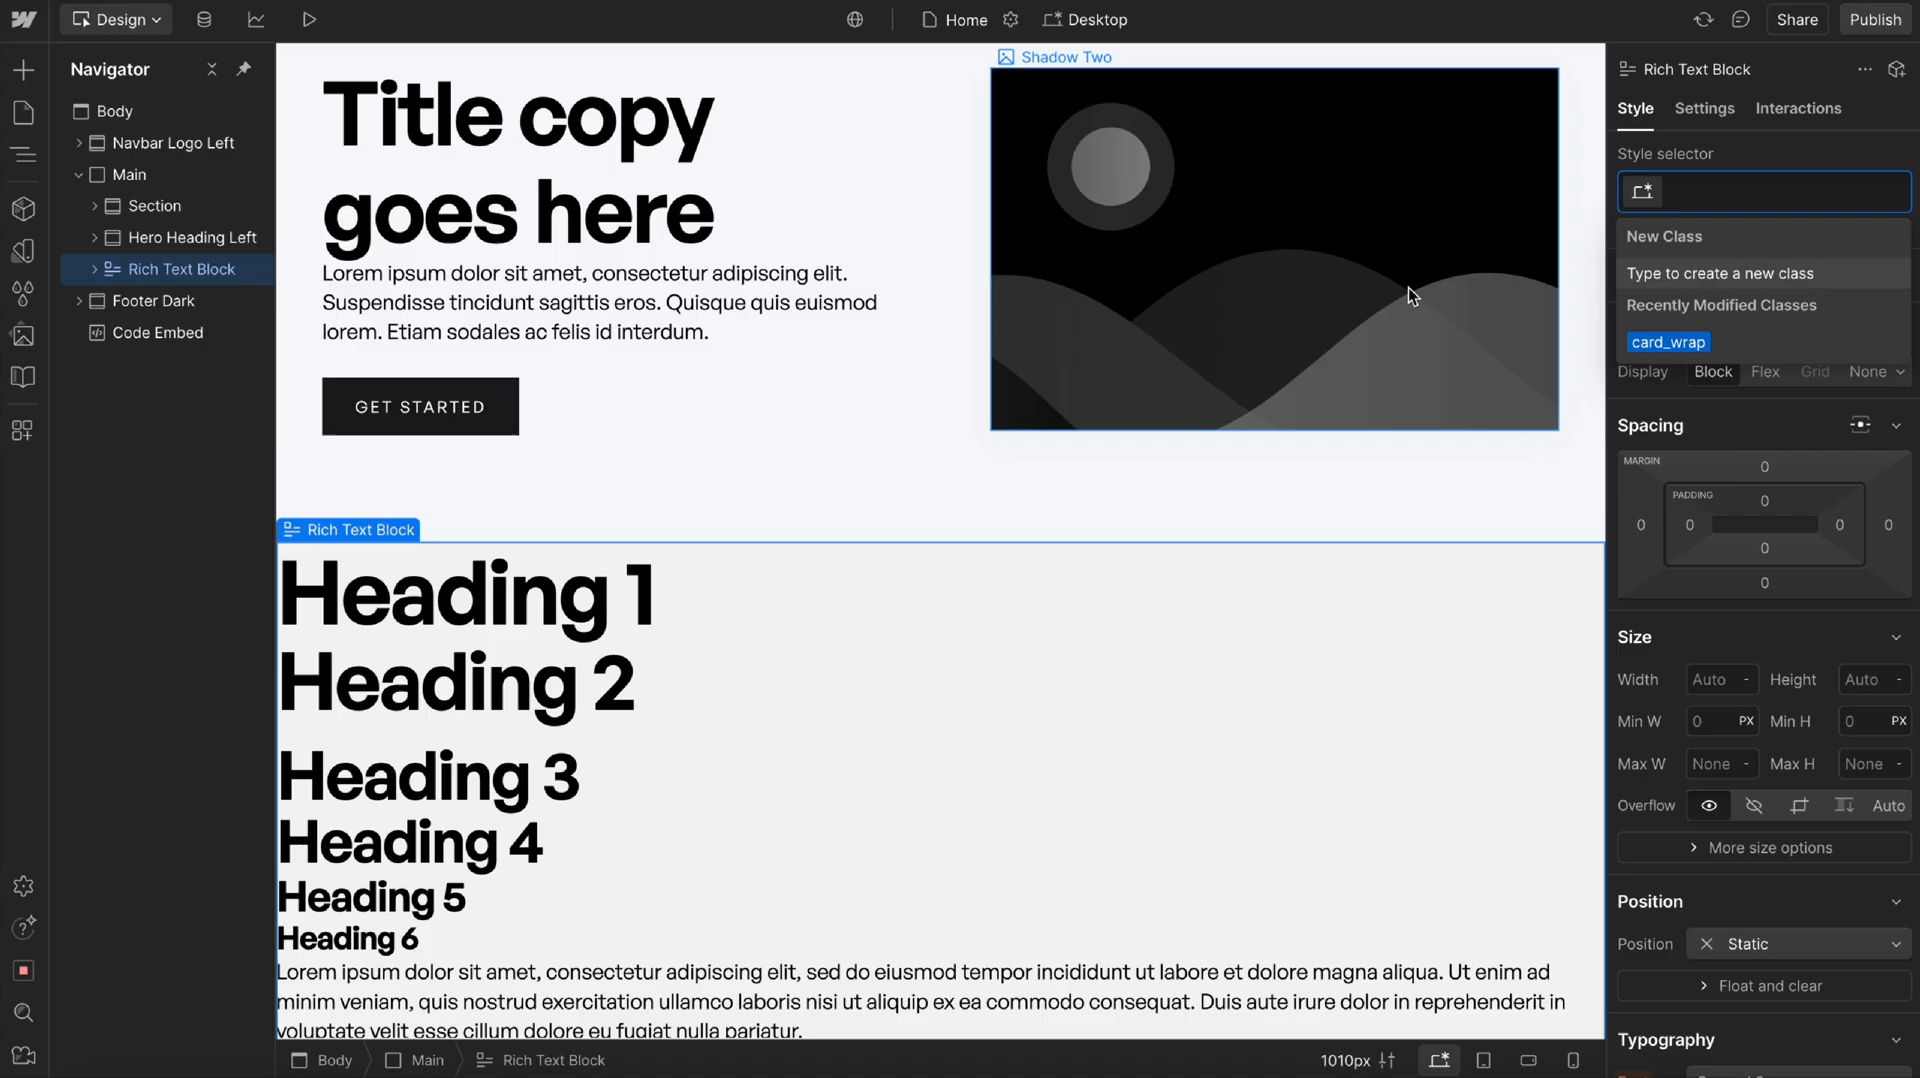 Design
Home
Desktop
Share
Publish
Navigator
Body
Navbar Logo Left
Main
Section
Hero Heading Left
Rich Text Block
Footer Dark
Code Embed
Shadow Two
Title copy
goes here
Lorem ipsum dolor sit amet, consectetur adipiscing elit.
Suspendisse tincidunt sagittis eros. Quisque quis euismod
lorem. Etiam sodales ac felis id interdum.
GET STARTED
Rich Text Block
Heading 1
Heading 2
Heading 3
Heading 4
Heading 5
Heading 6
Lorem ipsum dolor sit amet, consectetur adipiscing elit, sed do eiusmod tempor incididunt ut labore et dolore magna aliqua. Ut enim ad
minim veniam, quis nostrud exercitation ullamco laboris nisi ut aliquip ex ea commodo consequat. Duis aute irure dolor in reprehenderit in
voluptate velit esse cillum dolore eu fugiat nulla pariatur.
Body
Main
Rich Text Block
1010px
Rich Text Block
Style
Settings
Interactions
Style selector
New Class
Type to create a new class
Recently Modified Classes
card_wrap
Display Block Flex Grid None
Spacing
MARGIN
0
PADDING
0
0 0 0 0
0
0
Size
Width Auto - Height Auto -
Min W 0 PX Min H 0 PX
Max W None - Max H None -
Overflow Auto
More size options
Position
Position Static
Float and clear
Typography